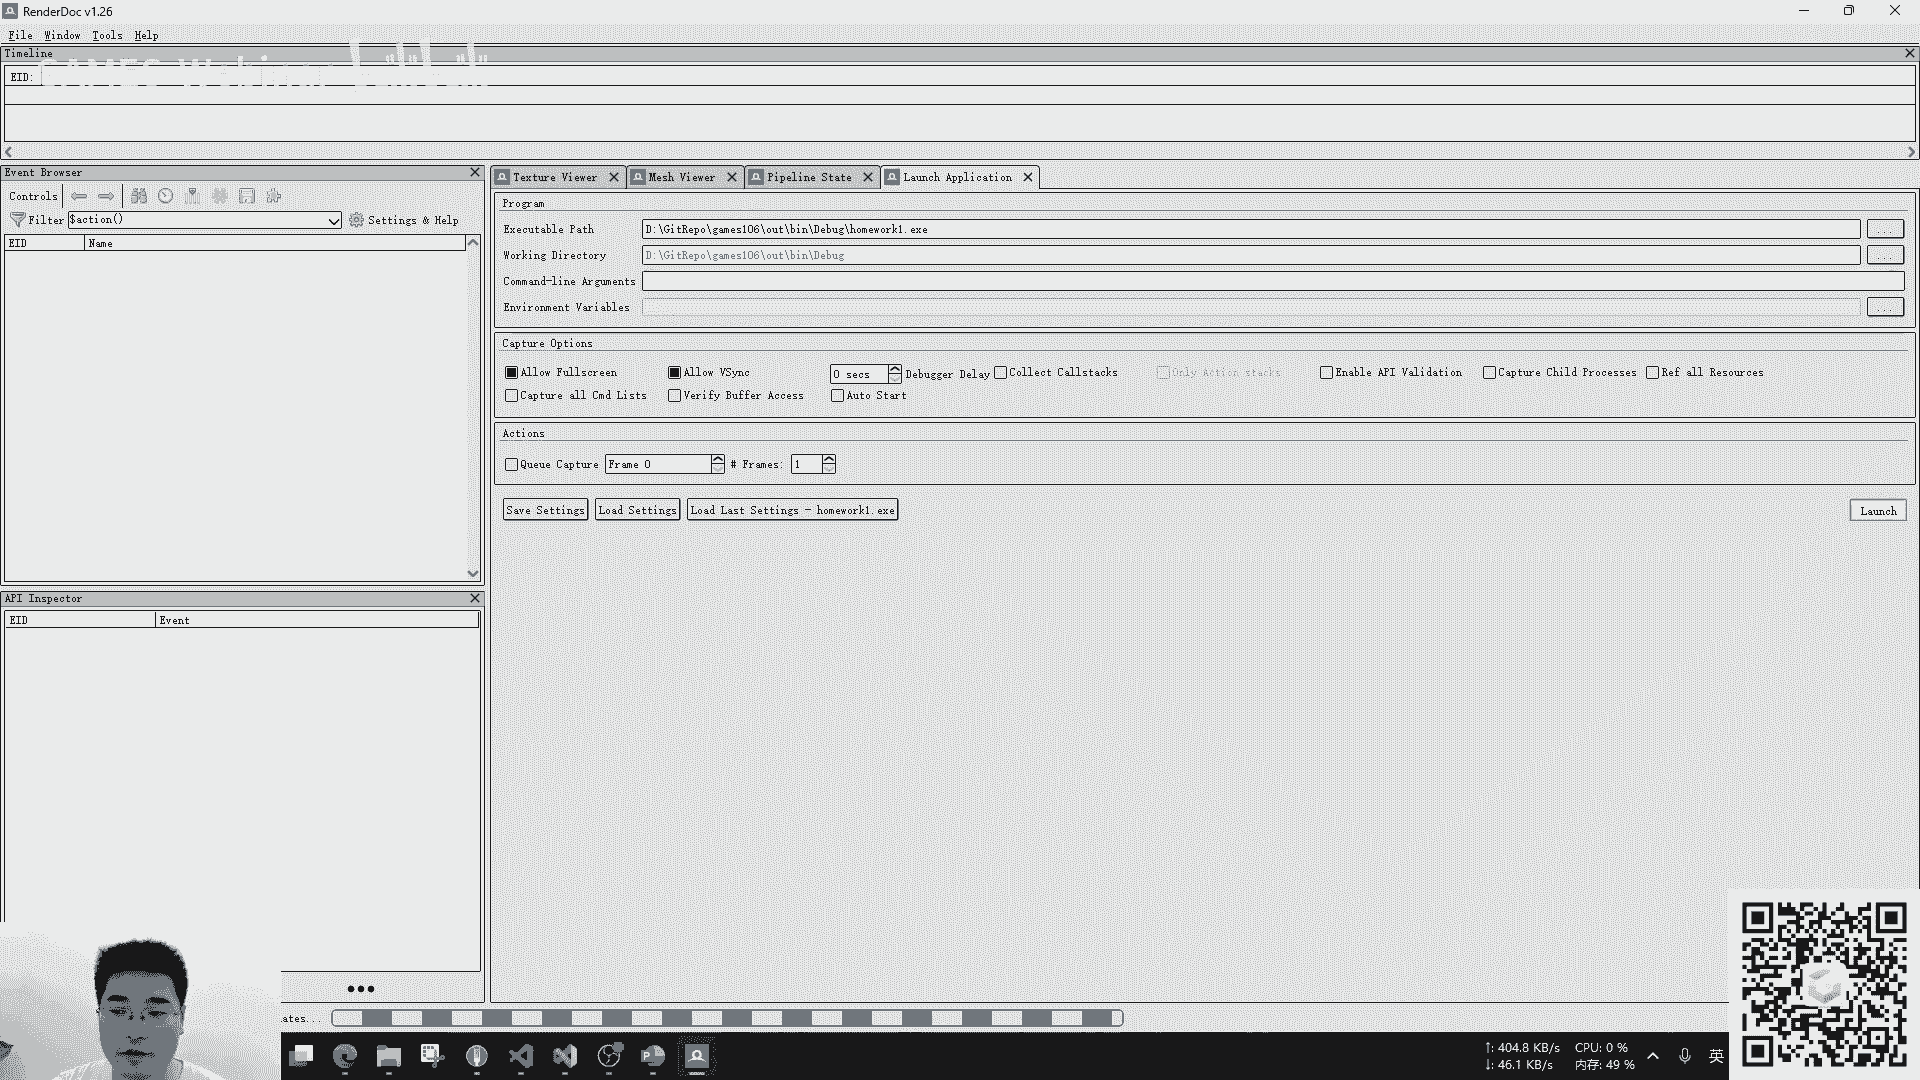 RenderDoc v1.26
File Window Tools Help
Timeline
EID:
GAMES Webinar
Event Browser
Controls
Filter $action() Settings & Help
EID Name
API Inspector
EID Event
Texture Viewer Mesh Viewer Pipeline State Launch Application
Program
Executable Path D:\GitRepo\games106\out\bin\Debug\homework1.exe ...
Working Directory D:\GitRepo\games106\out\bin\Debug ...
Command-line Arguments
Environment Variables ...
Capture Options
Allow Fullscreen Allow VSync 0 secs Debugger Delay Collect Callstacks Only Action stacks Enable API Validation Capture Child Processes Ref all Resources
Capture all Cmd Lists Verify Buffer Access Auto Start
Actions
Queue Capture Frame 0 # Frames: 1
Save Settings Load Settings Load Last Settings - homework1.exe Launch
ates...
↑: 404.8 KB/s CPU: 0 %
↓: 46.1 KB/s 内存: 49 %
英